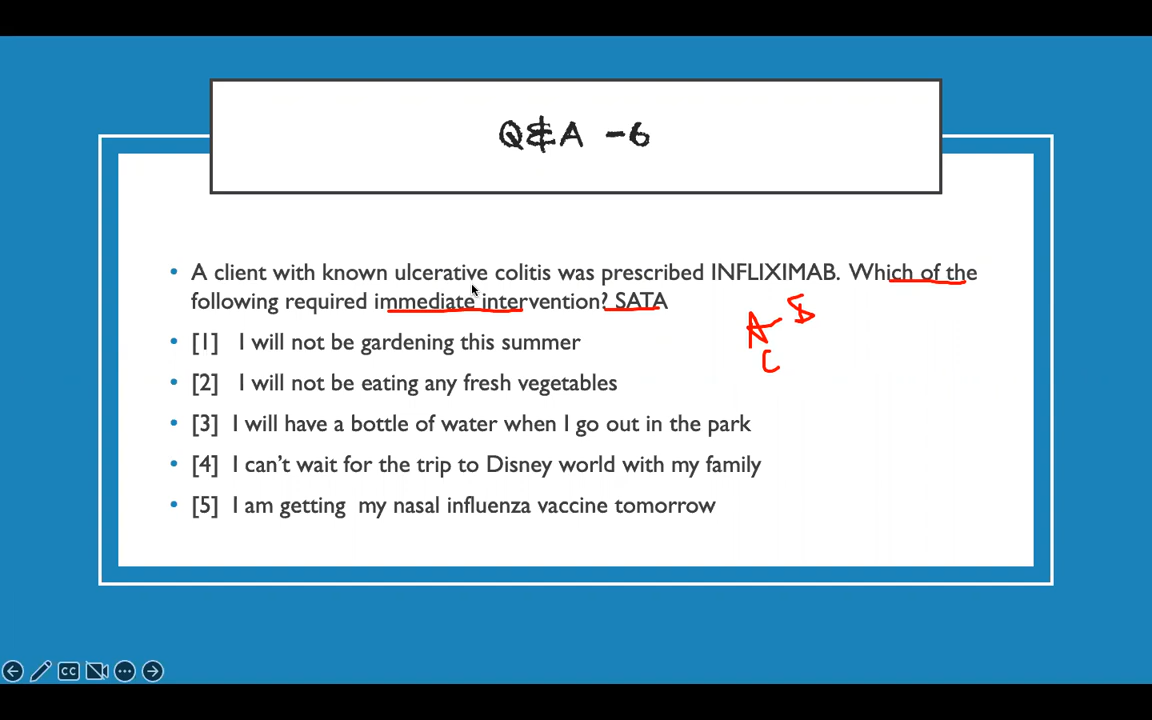 Q&A -6
• A client with known ulcerative colitis was prescribed INFLIXIMAB. Which of the
following required immediate intervention? SATA
• [1] I will not be gardening this summer
• [2] I will not be eating any fresh vegetables
• [3] I will have a bottle of water when I go out in the park
• [4] I can't wait for the trip to Disney world with my family
• [5] I am getting my nasal influenza vaccine tomorrow
CC